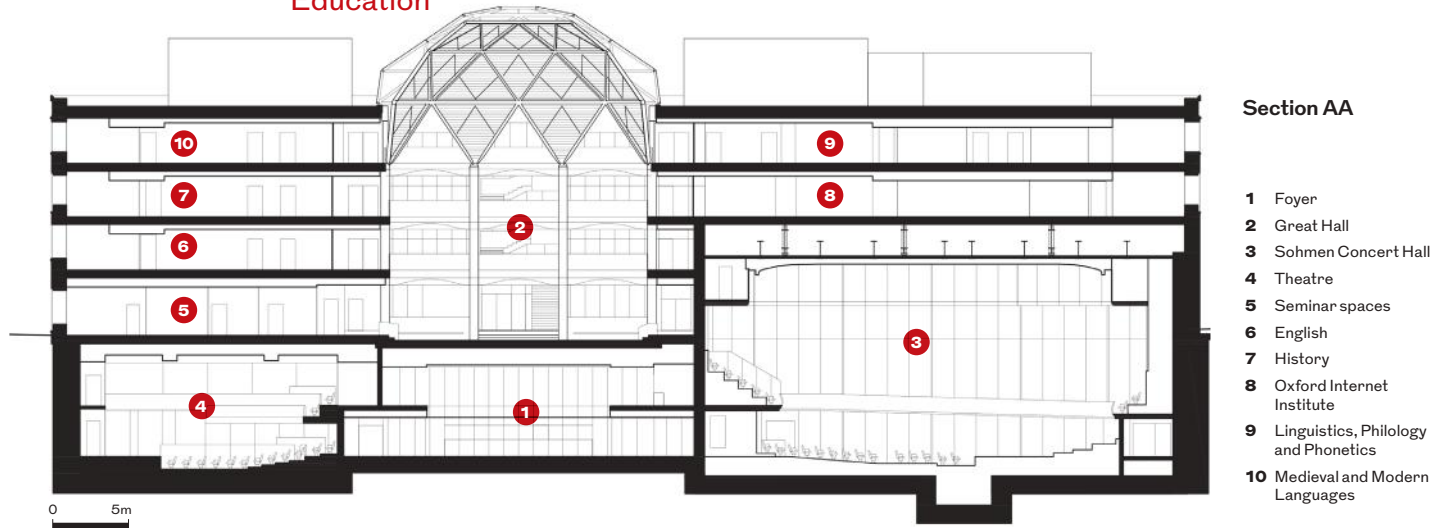 Education
10
9
7
8
2
6
5
3
4
1
0 5m
Section AA
1 Foyer
2 Great Hall
3 Sohmen Concert Hall
4 Theatre
5 Seminar spaces
6 English
7 History
8 Oxford Internet
Institute
9 Linguistics, Philology
and Phonetics
10 Medieval and Modern
Languages